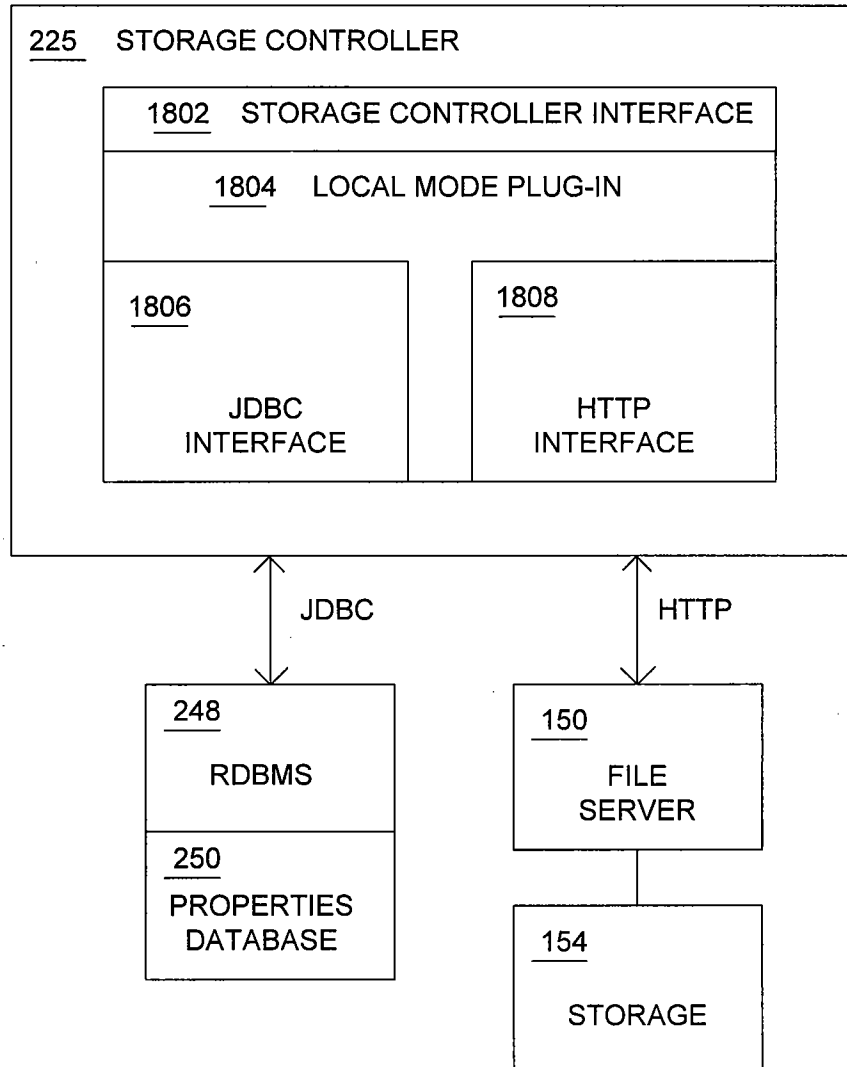 225 STORAGE CONTROLLER
1802 STORAGE CONTROLLER INTERFACE
1804 LOCAL MODE PLUG-IN
1806
JDBC
INTERFACE
1808
HTTP
INTERFACE
JDBC
HTTP
248
RDBMS
250
PROPERTIES
DATABASE
150
FILE
SERVER
154
STORAGE